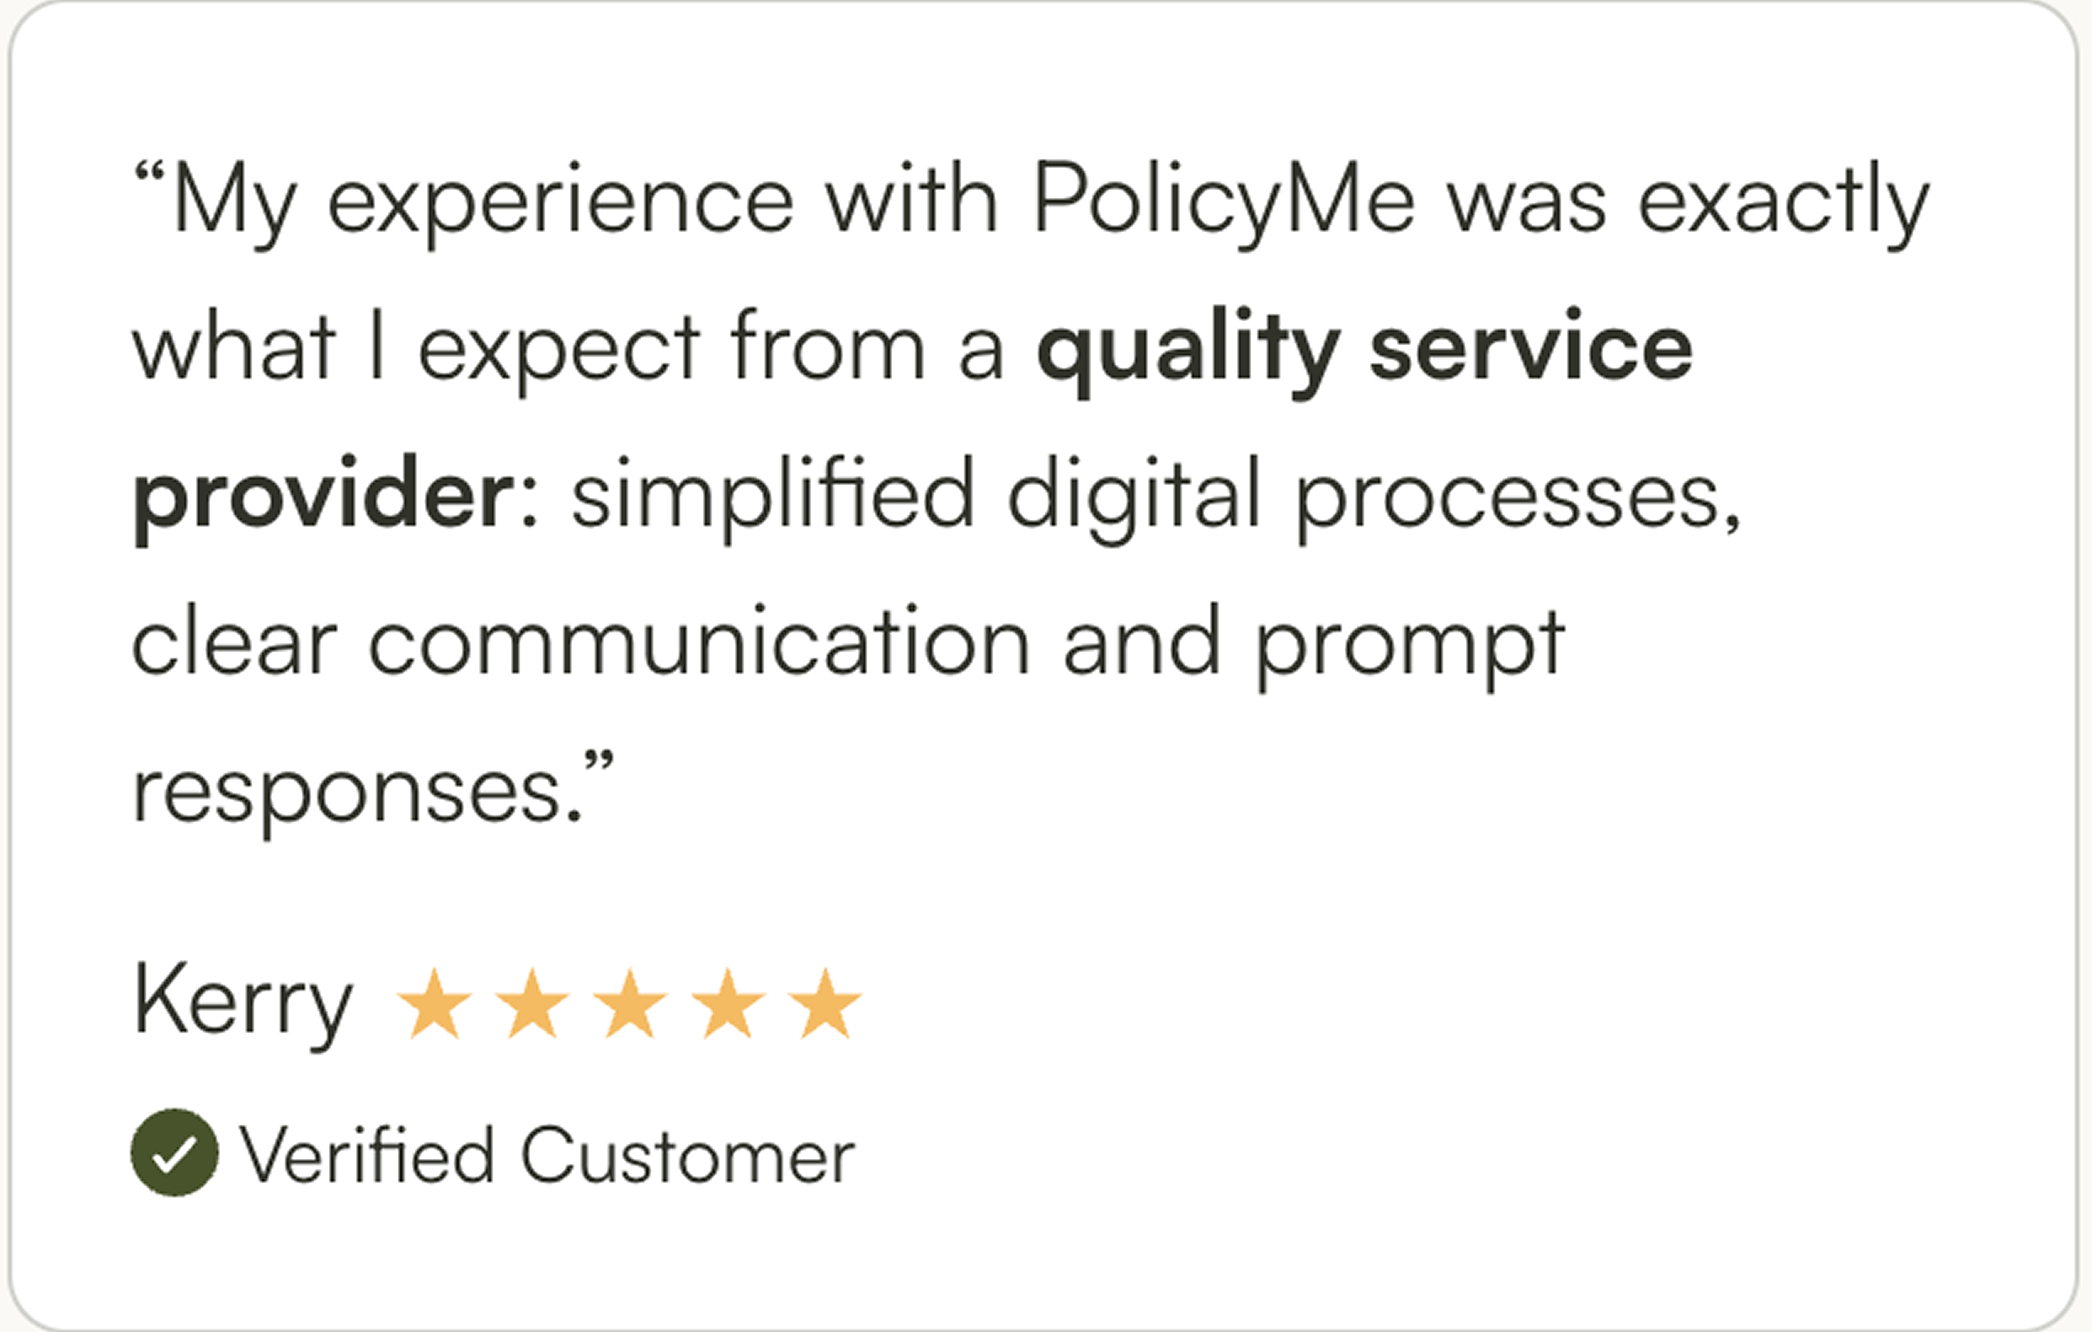 “My experience with PolicyMe was exactly
what I expect from a quality service
provider: simplified digital processes,
clear communication and prompt
responses.”
Kerry
Verified Customer